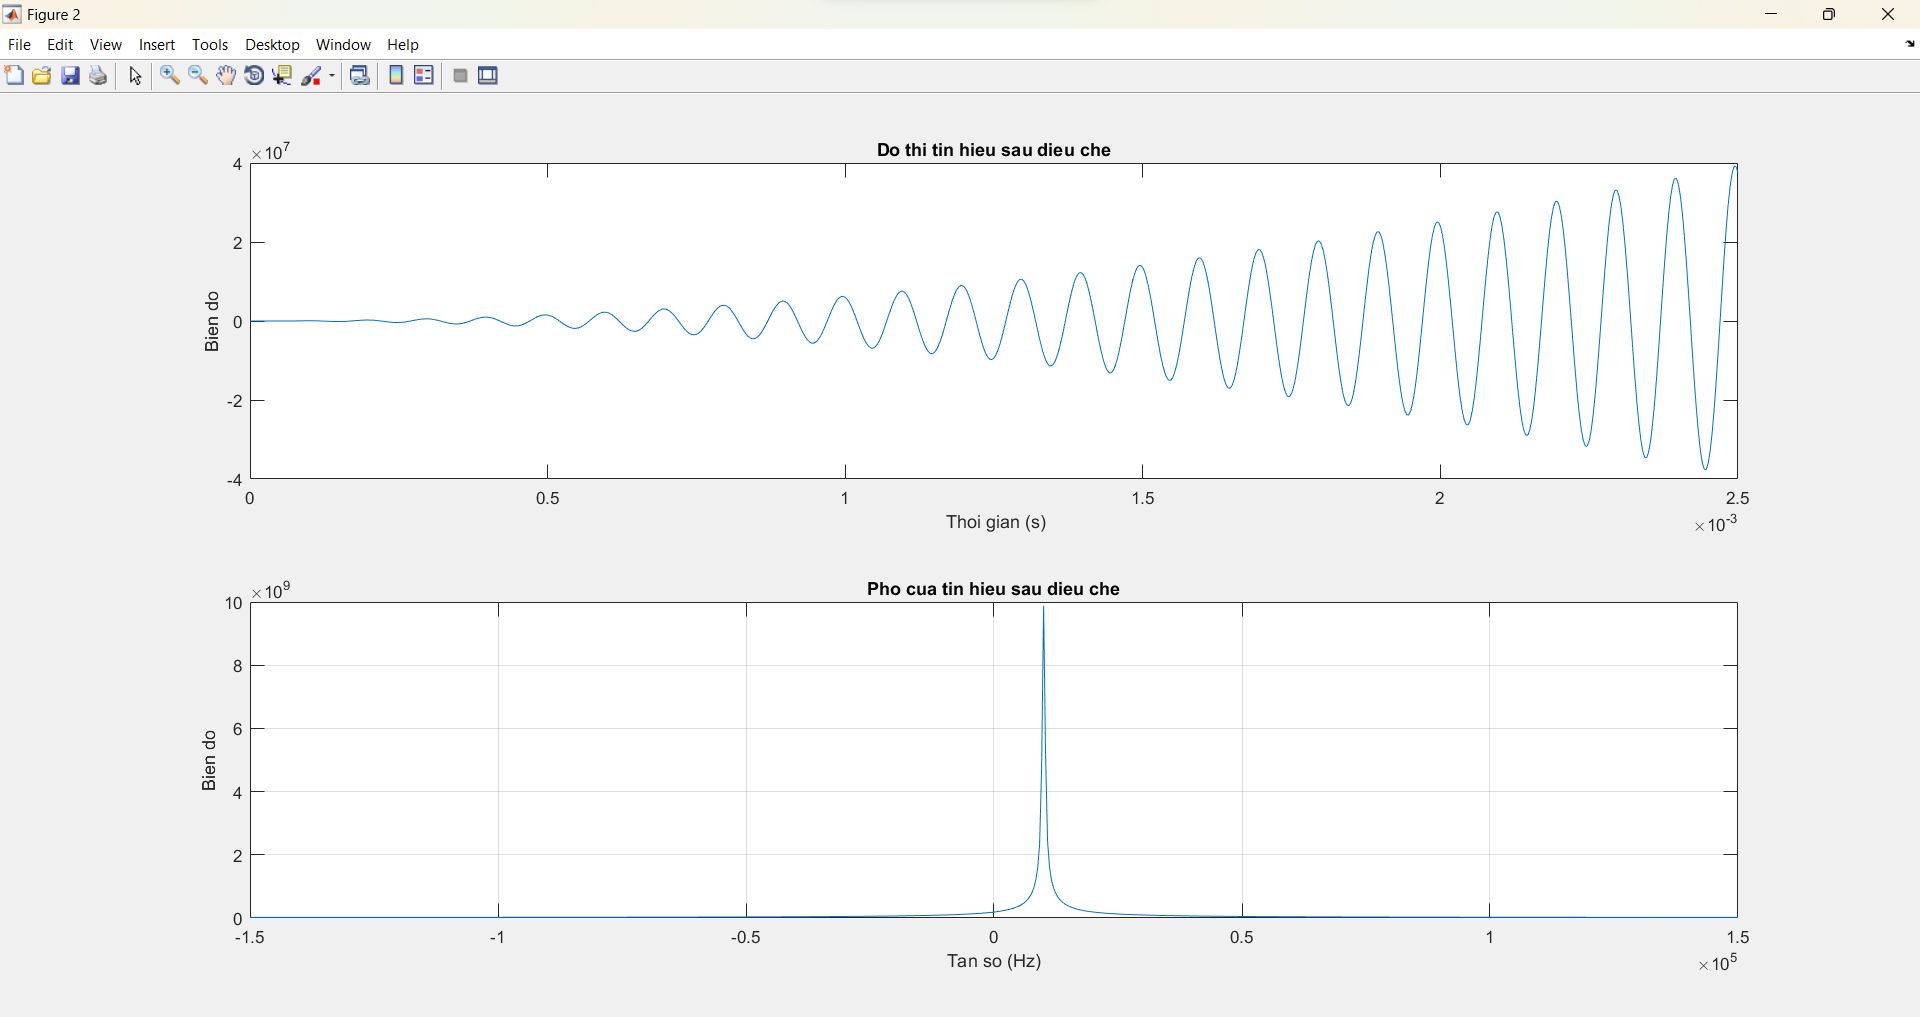 Figure 2
File Edit View Insert Tools Desktop Window Help
Do thi tin hieu sau dieu che
×10^7
4
2
0
-2
-4
Bien do
0 0.5 1 1.5 2 2.5
Thoi gian (s)
×10^-3
Pho cua tin hieu sau dieu che
×10^9
10
8
6
4
2
0
Bien do
-1.5 -1 -0.5 0 0.5 1 1.5
Tan so (Hz)
×10^5